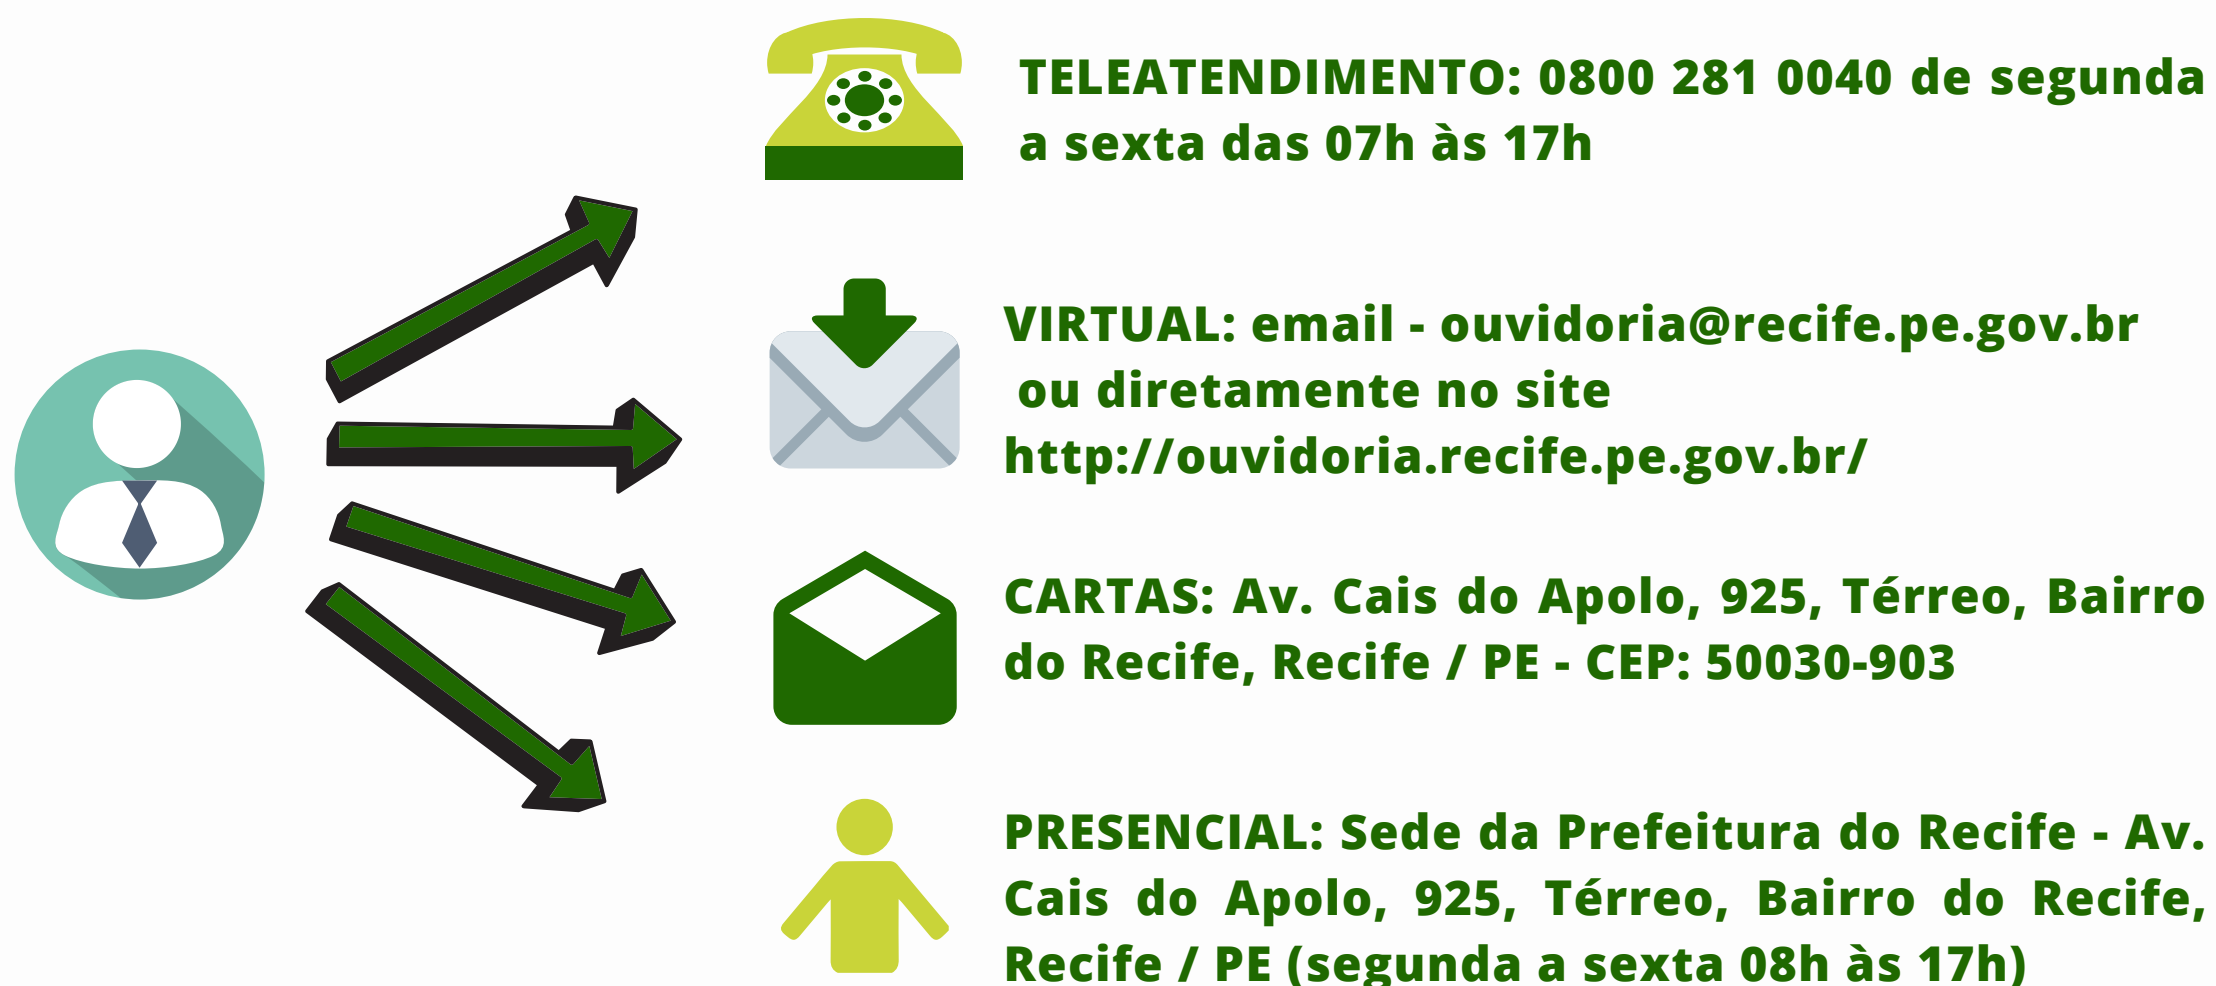 TELEATENDIMENTO: 0800 281 0040 de segunda
a sexta das 07h às 17h
VIRTUAL: email - ouvidoria@recife.pe.gov.br
ou diretamente no site
http://ouvidoria.recife.pe.gov.br/
CARTAS: Av. Cais do Apolo, 925, Térreo, Bairro
do Recife, Recife / PE - CEP: 50030-903
PRESENCIAL: Sede da Prefeitura do Recife - Av.
Cais do Apolo, 925, Térreo, Bairro do Recife,
Recife / PE (segunda a sexta 08h às 17h)